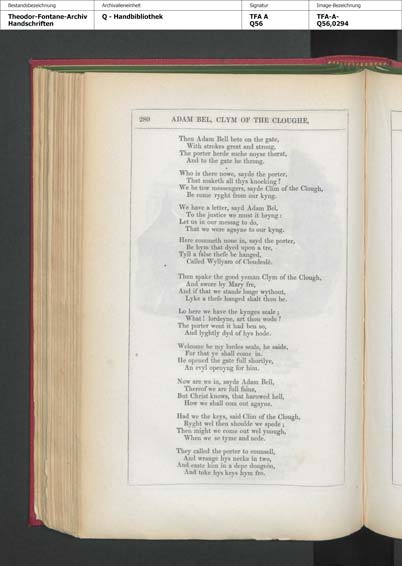 Bestandsbezeichnung Archivalieneinheit Signatur Image-Bezeichnung
Theodor-Fontane-Archiv Q - Handbibliothek TFA A TFA-A-
Handschriften Q56 Q56,0294
280 ADAM BEL, CLYM OF THE CLOUGHE,
Then Adam Bell bete on the gate,
With strokes great and strong,
The porter herde suche noyse therat,
And to the gate he throng.
Who is there nowe, sayde the porter,
That maketh all thys knocking?
We be tow messengers, sayde Clim of the Clough,
Be come ryght from our kyng.
We have a letter, sayd Adam Bel,
To the justice we must it bryng:
Let us in our messag to do,
That we were agayne to our kyng.
Here commeth none in, sayd the porter,
Be hym that dyed upon a tre,
Tyll a false thefe be hanged,
Called Wyllyam of Cloudeslè.
Then spake the good yeman Clym of the Clough,
And swore by Mary fre,
And if that we stande longe wythout,
Lyke a thefe hanged shalt thou be.
Lo here we have the kynges seale;
What! lordeyne, art thou wode?
The porter went it had ben so,
And lyghtly dyd of hys hode.
Welcome be my lordes seale, he saide,
For that ye shall come in.
He opened the gate full shortlye,
An evyl openyng for him.
Now are we in, sayde Adam Bell,
Thereof we are full faine,
But Christ knows, that harowed hell,
How we shall com out agayne.
Had we the keys, said Clim of the Clough,
Ryght wel then shoulde we spede;
Then might we come out wel ynough,
When we se tyme and nede.
They called the porter to counsell,
And wrange hys necke in two,
And caste him in a depe dongeon,
And toke hys keys hym fro.